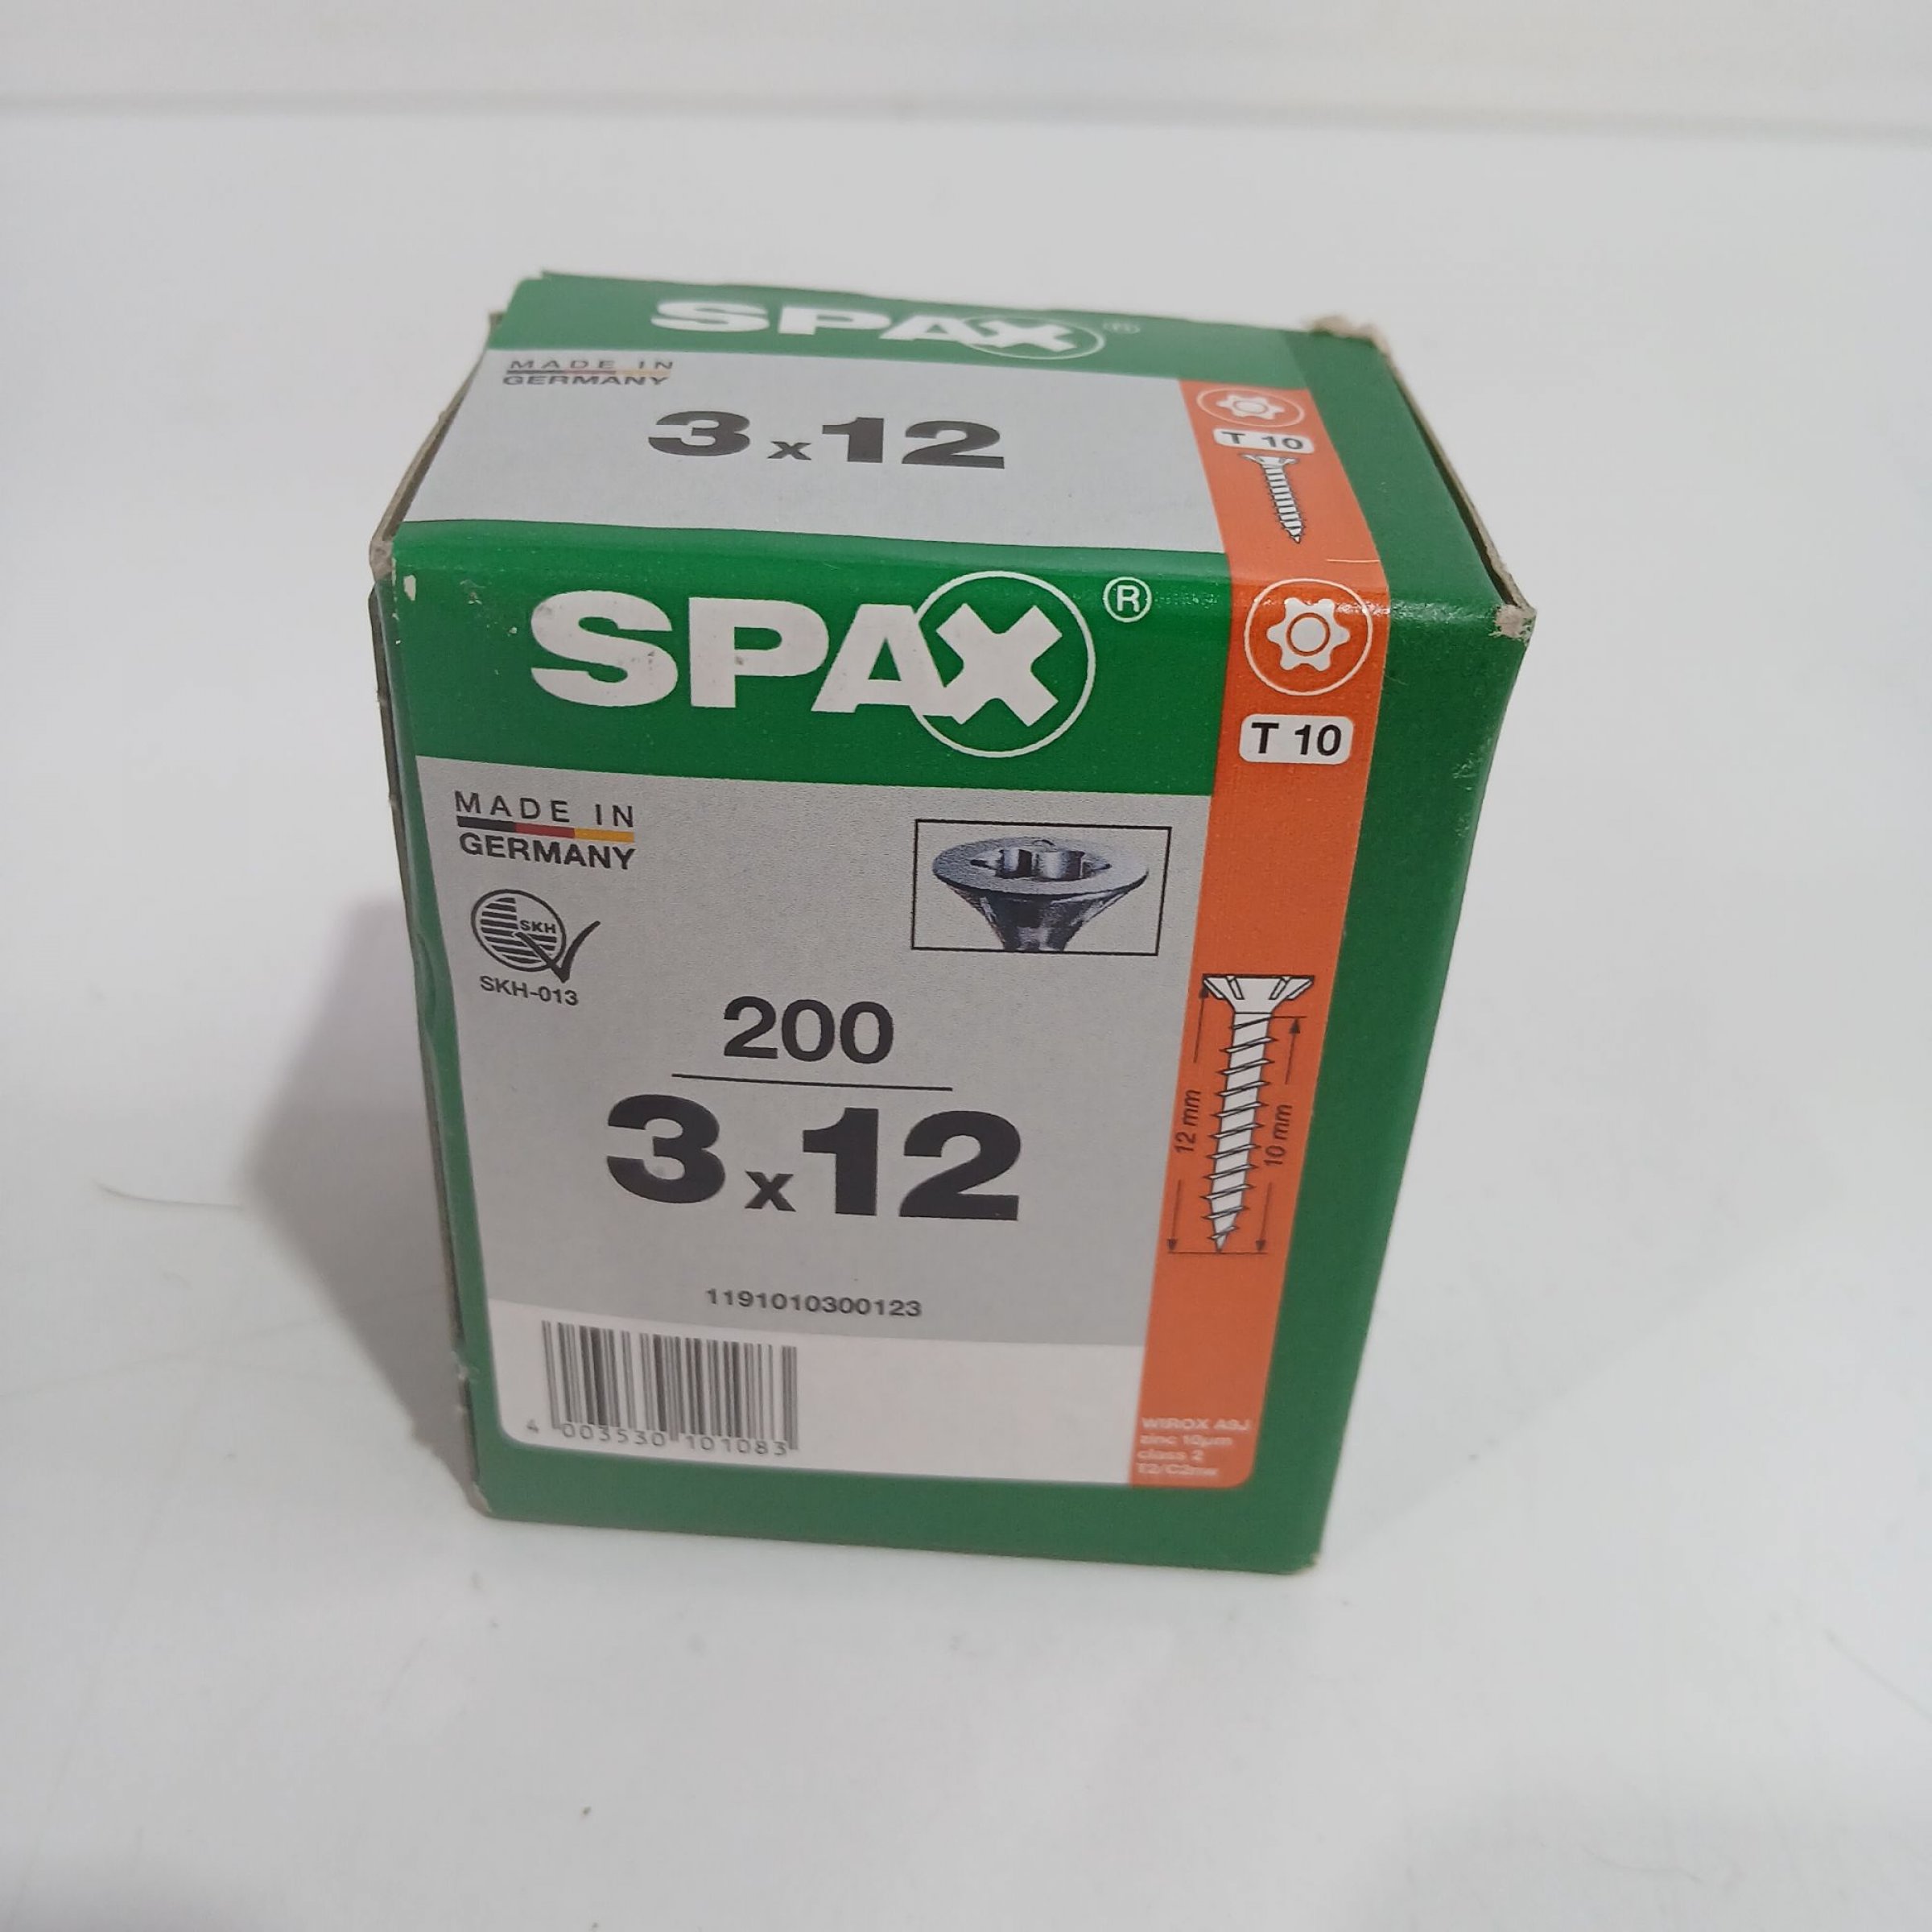 SPAX ®
MADE IN
GERMANY
3 x 12
T 10
SPAX ®
T 10
MADE IN
GERMANY
SKH
SKH-013
200
3 x 12
12 mm
10 mm
1191010300123
4 003530 101083
WIROX A9J
zinc 10µm
class 2